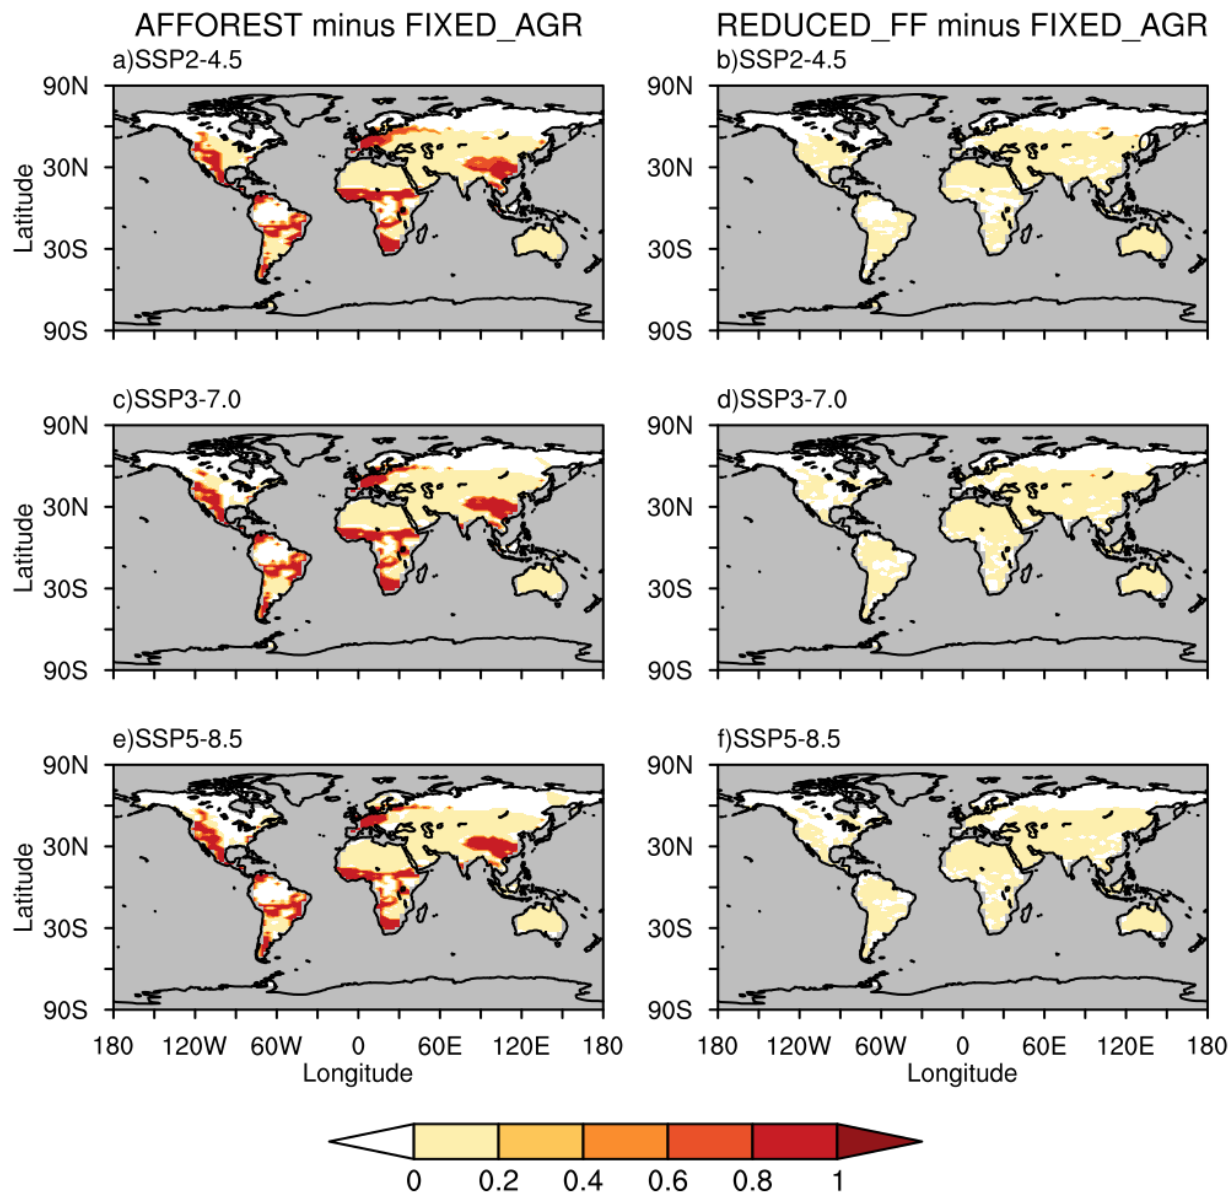 AFFOREST minus FIXED_AGR
REDUCED_FF minus FIXED_AGR
a)SSP2-4.5
b)SSP2-4.5
90N
30N
30S
90S
Latitude
90N
30N
30S
90S
c)SSP3-7.0
d)SSP3-7.0
90N
30N
30S
90S
Latitude
90N
30N
30S
90S
e)SSP5-8.5
f)SSP5-8.5
90N
30N
30S
90S
Latitude
90N
30N
30S
90S
180 120W 60W 0 60E 120E 180
Longitude
180 120W 60W 0 60E 120E 180
Longitude
0 0.2 0.4 0.6 0.8 1